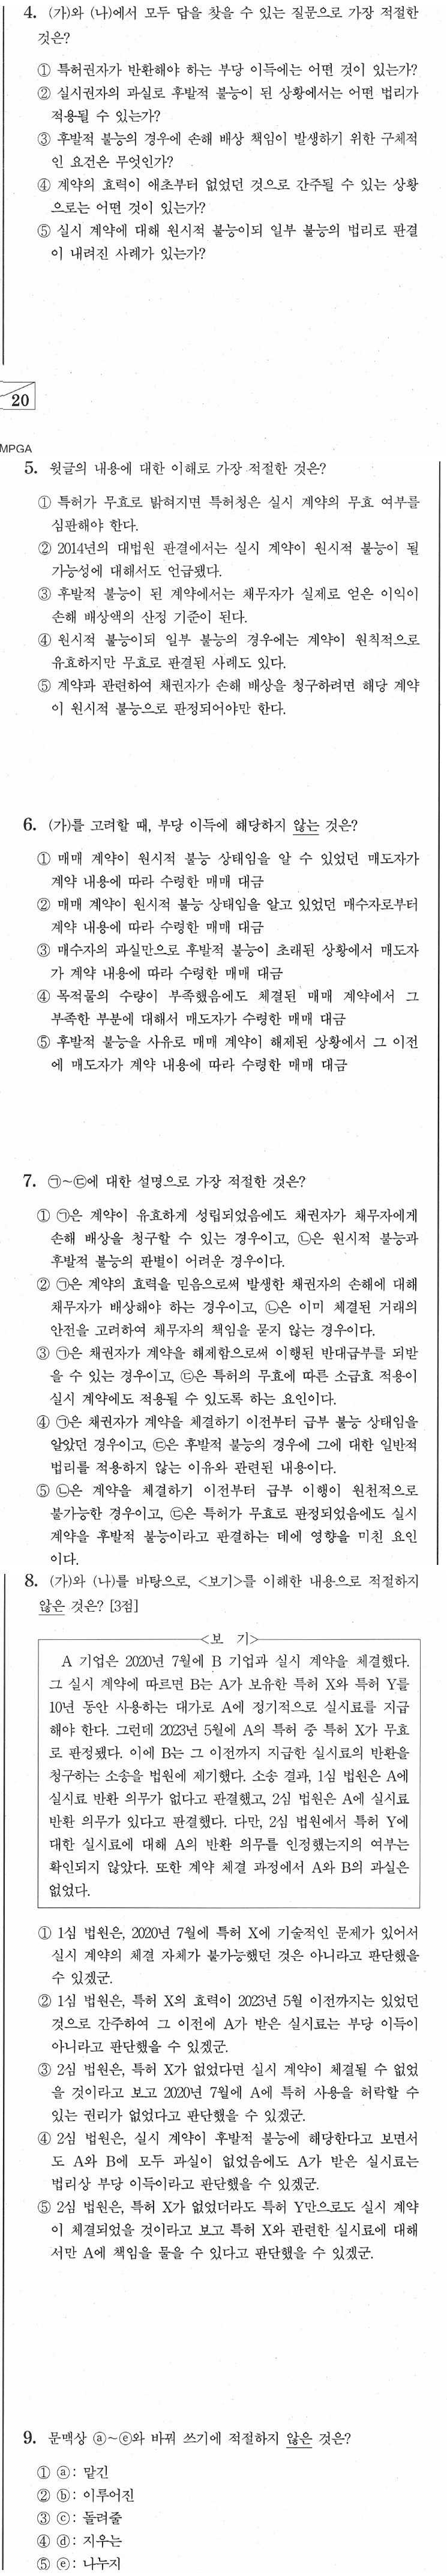 4. (가)와 (나)에서 모두 답을 찾을 수 있는 질문으로 가장 적절한
것은?
① 특허권자가 반환해야 하는 부당 이득에는 어떤 것이 있는가?
② 실시권자의 과실로 후발적 불능이 된 상황에서는 어떤 법리가
적용될 수 있는가?
③ 후발적 불능의 경우에 손해 배상 책임이 발생하기 위한 구체적
인 요건은 무엇인가?
④ 계약의 효력이 애초부터 없었던 것으로 간주될 수 있는 상황
으로는 어떤 것이 있는가?
⑤ 실시 계약에 대해 원시적 불능이되 일부 불능의 법리로 판결
이 내려진 사례가 있는가?
20
MPGA
5. 윗글의 내용에 대한 이해로 가장 적절한 것은?
① 특허가 무효로 밝혀지면 특허청은 실시 계약의 무효 여부를
심판해야 한다.
② 2014년의 대법원 판결에서는 실시 계약이 원시적 불능이 될
가능성에 대해서도 언급됐다.
③ 후발적 불능이 된 계약에서는 채무자가 실제로 얻은 이익이
손해 배상액의 산정 기준이 된다.
④ 원시적 불능이되 일부 불능의 경우에는 계약이 원칙적으로
유효하지만 무효로 판결된 사례도 있다.
⑤ 계약과 관련하여 채권자가 손해 배상을 청구하려면 해당 계약
이 원시적 불능으로 판정되어야만 한다.
6. (가)를 고려할 때, 부당 이득에 해당하지 않는 것은?
① 매매 계약이 원시적 불능 상태임을 알 수 있었던 매도자가
계약 내용에 따라 수령한 매매 대금
② 매매 계약이 원시적 불능 상태임을 알고 있었던 매수자로부터
계약 내용에 따라 수령한 매매 대금
③ 매수자의 과실만으로 후발적 불능이 초래된 상황에서 매도자
가 계약 내용에 따라 수령한 매매 대금
④ 목적물의 수량이 부족했음에도 체결된 매매 계약에서 그
부족한 부분에 대해서 매도자가 수령한 매매 대금
⑤ 후발적 불능을 사유로 매매 계약이 해제된 상황에서 그 이전
에 매도자가 계약 내용에 따라 수령한 매매 대금
7. ㉠~㉢에 대한 설명으로 가장 적절한 것은?
① ㉠은 계약이 유효하게 성립되었음에도 채권자가 채무자에게
손해 배상을 청구할 수 있는 경우이고, ㉡은 원시적 불능과
후발적 불능의 판별이 어려운 경우이다.
② ㉠은 계약의 효력을 믿음으로써 발생한 채권자의 손해에 대해
채무자가 배상해야 하는 경우이고, ㉡은 이미 체결된 거래의
안전을 고려하여 채무자의 책임을 묻지 않는 경우이다.
③ ㉠은 채권자가 계약을 해제함으로써 이행된 반대급부를 되받
을 수 있는 경우이고, ㉢은 특허의 무효에 따른 소급효 적용이
실시 계약에도 적용될 수 있도록 하는 요인이다.
④ ㉠은 채권자가 계약을 체결하기 이전부터 급부 불능 상태임을
알았던 경우이고, ㉢은 후발적 불능의 경우에 그에 대한 일반적
법리를 적용하지 않는 이유와 관련된 내용이다.
⑤ ㉡은 계약을 체결하기 이전부터 급부 이행이 원천적으로
불가능한 경우이고, ㉢은 특허가 무효로 판정되었음에도 실시
계약을 후발적 불능이라고 판결하는 데에 영향을 미친 요인
이다.
8. (가)와 (나)를 바탕으로, <보기>를 이해한 내용으로 적절하지
않은 것은? [3점]
<보 기>
A 기업은 2020년 7월에 B 기업과 실시 계약을 체결했다.
그 실시 계약에 따르면 B는 A가 보유한 특허 X와 특허 Y를
10년 동안 사용하는 대가로 A에 정기적으로 실시료를 지급
해야 한다. 그런데 2023년 5월에 A의 특허 중 특허 X가 무효
로 판정됐다. 이에 B는 그 이전까지 지급한 실시료의 반환을
청구하는 소송을 법원에 제기했다. 소송 결과, 1심 법원은 A에
실시료 반환 의무가 없다고 판결했고, 2심 법원은 A에 실시료
반환 의무가 있다고 판결했다. 다만, 2심 법원에서 특허 Y에
대한 실시료에 대해 A의 반환 의무를 인정했는지의 여부는
확인되지 않았다. 또한 계약 체결 과정에서 A와 B의 과실은
없었다.
① 1심 법원은, 2020년 7월에 특허 X에 기술적인 문제가 있어서
실시 계약의 체결 자체가 불가능했던 것은 아니라고 판단했을
수 있겠군.
② 1심 법원은, 특허 X의 효력이 2023년 5월 이전까지는 있었던
것으로 간주하여 그 이전에 A가 받은 실시료는 부당 이득이
아니라고 판단했을 수 있겠군.
③ 2심 법원은, 특허 X가 없었다면 실시 계약이 체결될 수 없었
을 것이라고 보고 2020년 7월에 A에 특허 사용을 허락할 수
있는 권리가 없었다고 판단했을 수 있겠군.
④ 2심 법원은, 실시 계약이 후발적 불능에 해당한다고 보면서
도 A와 B에 모두 과실이 없었음에도 A가 받은 실시료는
법리상 부당 이득이라고 판단했을 수 있겠군.
⑤ 2심 법원은, 특허 X가 없었더라도 특허 Y만으로도 실시 계약
이 체결되었을 것이라고 보고 특허 X와 관련한 실시료에 대해
서만 A에 책임을 물을 수 있다고 판단했을 수 있겠군.
9. 문맥상 ⓐ~ⓔ와 바꿔 쓰기에 적절하지 않은 것은?
① ⓐ: 맡긴
② ⓑ: 이루어진
③ ⓒ: 돌려줄
④ ⓓ: 지우는
⑤ ⓔ: 나누지